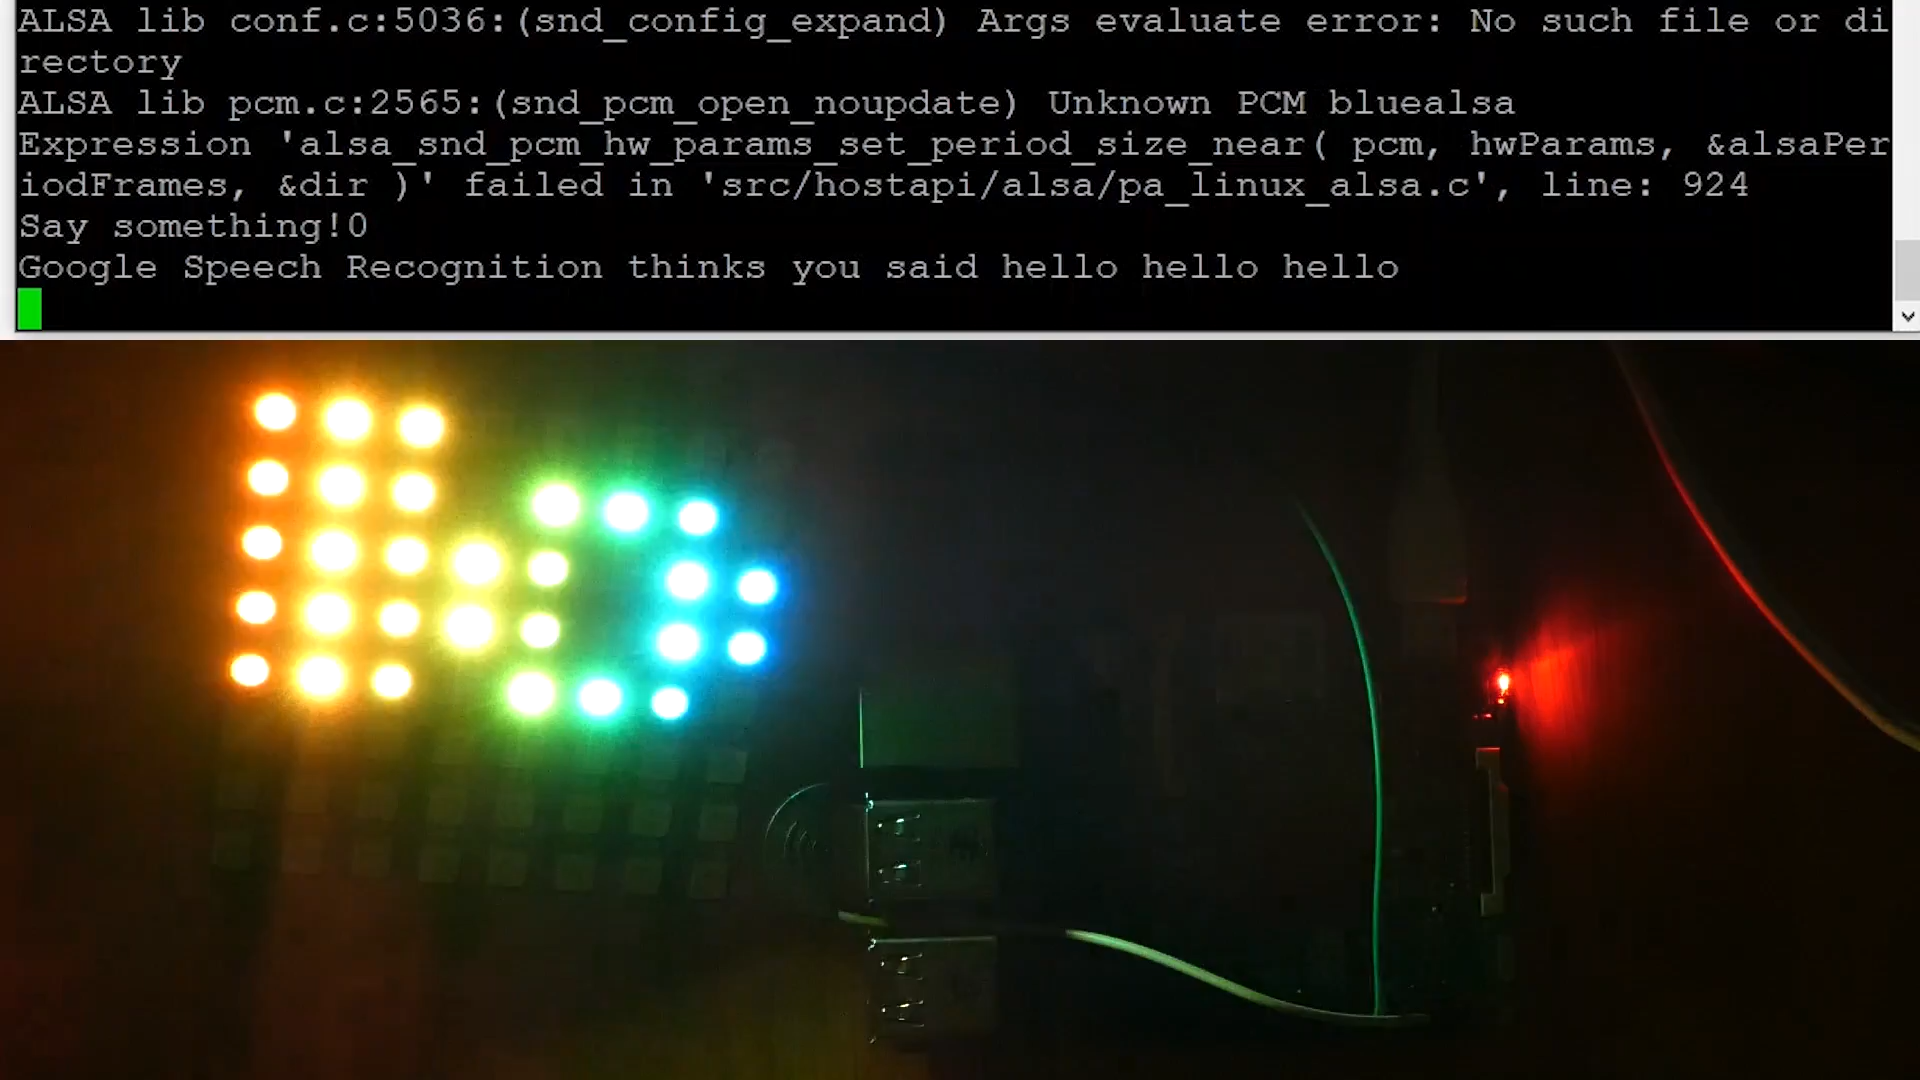 ALSA lib conf.c:5036:(snd_config_expand) Args evaluate error: No such file or di
rectory
ALSA lib pcm.c:2565:(snd_pcm_open_noupdate) Unknown PCM bluealsa
Expression 'alsa_snd_pcm_hw_params_set_period_size_near( pcm, hwParams, &alsaPer
iodFrames, &dir )' failed in 'src/hostapi/alsa/pa_linux_alsa.c', line: 924
Say something!0
Google Speech Recognition thinks you said hello hello hello